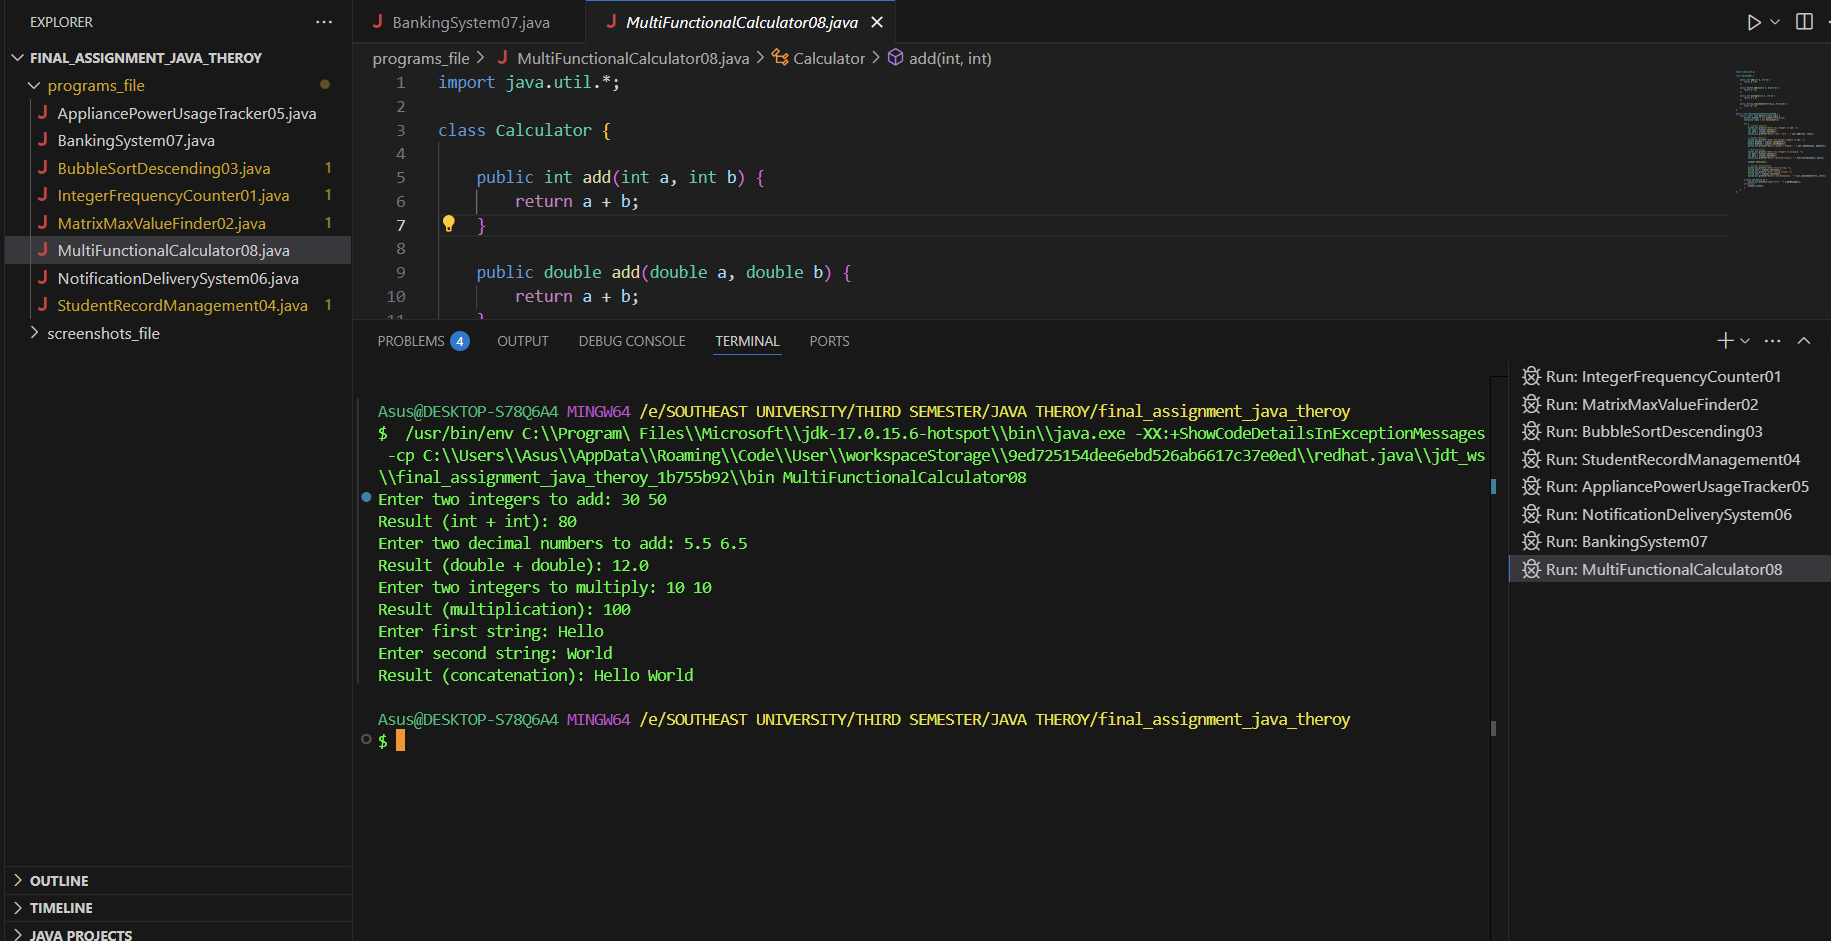 EXPLORER
FINAL_ASSIGNMENT_JAVA_THEROY
programs_file
J AppliancePowerUsageTracker05.java
J BankingSystem07.java
J BubbleSortDescending03.java 1
J IntegerFrequencyCounter01.java 1
J MatrixMaxValueFinder02.java 1
J MultiFunctionalCalculator08.java
J NotificationDeliverySystem06.java
J StudentRecordManagement04.java 1
screenshots_file
OUTLINE
TIMELINE
JAVA PROJECTS
J BankingSystem07.java
J MultiFunctionalCalculator08.java
programs_file > J MultiFunctionalCalculator08.java > Calculator > add(int, int)
1 import java.util.*;
2
3 class Calculator {
4
5 public int add(int a, int b) {
6 return a + b;
7 }
8
9 public double add(double a, double b) {
10 return a + b;
11 }
PROBLEMS 4 OUTPUT DEBUG CONSOLE TERMINAL PORTS
Asus@DESKTOP-S78Q6A4 MINGW64 /e/SOUTHEAST UNIVERSITY/THIRD SEMESTER/JAVA THEROY/final_assignment_java_theroy
$ /usr/bin/env C:\\Program\ Files\\Microsoft\\jdk-17.0.15.6-hotspot\\bin\\java.exe -XX:+ShowCodeDetailsInExceptionMessages
-cp C:\\Users\\Asus\\AppData\\Roaming\\Code\\User\\workspaceStorage\\9ed725154dee6ebd526ab6617c37e0ed\\redhat.java\\jdt_ws
\\final_assignment_java_theroy_1b755b92\\bin MultiFunctionalCalculator08
Enter two integers to add: 30 50
Result (int + int): 80
Enter two decimal numbers to add: 5.5 6.5
Result (double + double): 12.0
Enter two integers to multiply: 10 10
Result (multiplication): 100
Enter first string: Hello
Enter second string: World
Result (concatenation): Hello World
Asus@DESKTOP-S78Q6A4 MINGW64 /e/SOUTHEAST UNIVERSITY/THIRD SEMESTER/JAVA THEROY/final_assignment_java_theroy
$
Run: IntegerFrequencyCounter01
Run: MatrixMaxValueFinder02
Run: BubbleSortDescending03
Run: StudentRecordManagement04
Run: AppliancePowerUsageTracker05
Run: NotificationDeliverySystem06
Run: BankingSystem07
Run: MultiFunctionalCalculator08